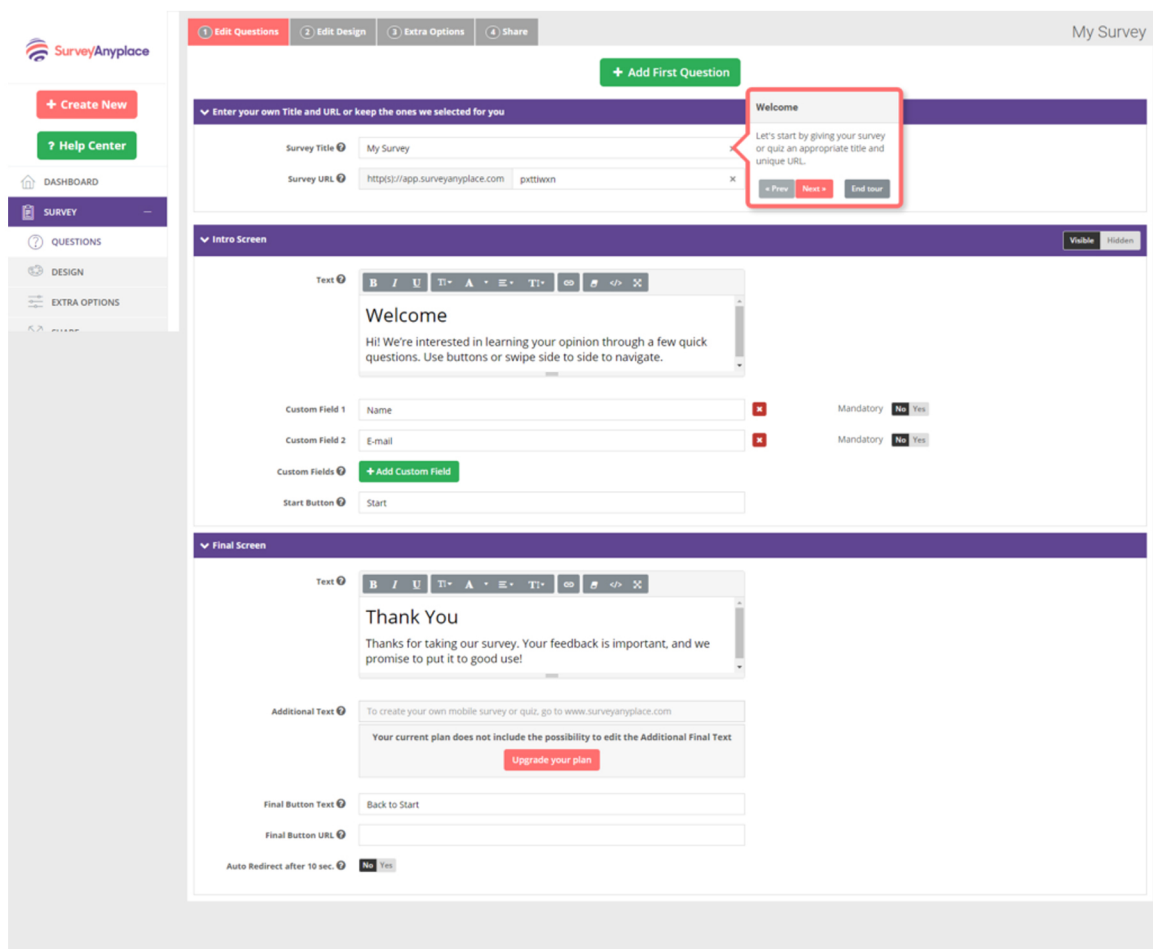 SurveyAnyplace
+ Create New
? Help Center
DASHBOARD
SURVEY
QUESTIONS
DESIGN
EXTRA OPTIONS
SHARE
1 Edit Questions
2 Edit Design
3 Extra Options
4 Share
My Survey
+ Add First Question
Enter your own Title and URL or keep the ones we selected for you
Survey Title ?
My Survey
×
Survey URL ?
http(s)://app.surveyanyplace.com
pxttiwxn
×
Welcome
Let's start by giving your survey
or quiz an appropriate title and
unique URL.
« Prev
Next »
End tour
Intro Screen
Visible
Hidden
Text ?
B I U TI A TI </>
Welcome
Hi! We're interested in learning your opinion through a few quick
questions. Use buttons or swipe side to side to navigate.
Custom Field 1
Name
Mandatory No Yes
Custom Field 2
E-mail
Mandatory No Yes
Custom Fields ?
+ Add Custom Field
Start Button ?
Start
Final Screen
Text ?
B I U TI A TI </>
Thank You
Thanks for taking our survey. Your feedback is important, and we
promise to put it to good use!
Additional Text ?
To create your own mobile survey or quiz, go to www.surveyanyplace.com
Your current plan does not include the possibility to edit the Additional Final Text
Upgrade your plan
Final Button Text ?
Back to Start
Final Button URL ?
Auto Redirect after 10 sec. ?
No Yes